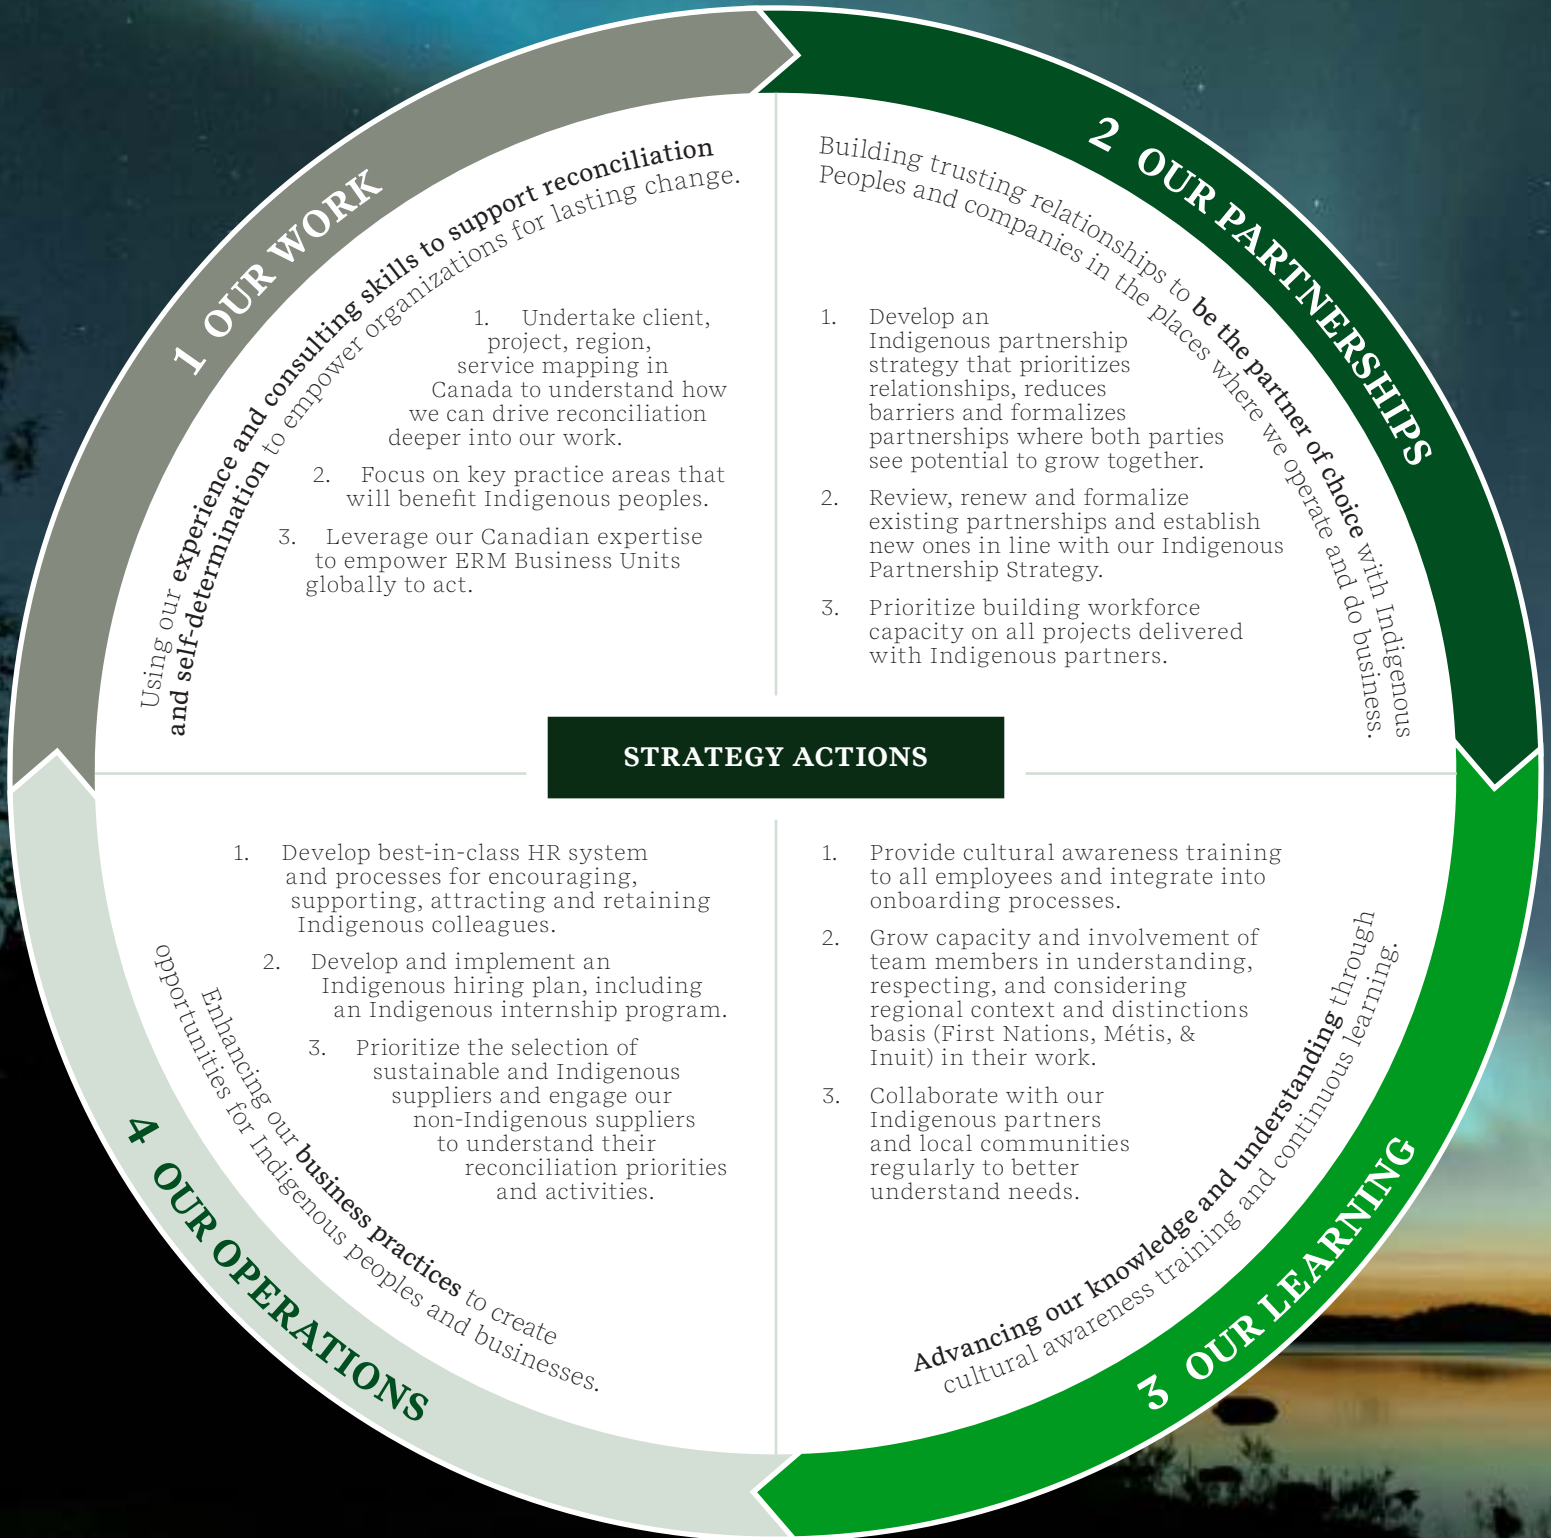 1 OUR WORK
Using our experience and consulting skills to support reconciliation
and self-determination to empower organizations for lasting change.
1. Undertake client,
project, region,
service mapping in
Canada to understand how
we can drive reconciliation
deeper into our work.
2. Focus on key practice areas that
will benefit Indigenous peoples.
3. Leverage our Canadian expertise
to empower ERM Business Units
globally to act.
2 OUR PARTNERSHIPS
Building trusting relationships to be the partner of choice with Indigenous
Peoples and companies in the places where we operate and do business.
1. Develop an
Indigenous partnership
strategy that prioritizes
relationships, reduces
barriers and formalizes
partnerships where both parties
see potential to grow together.
2. Review, renew and formalize
existing partnerships and establish
new ones in line with our Indigenous
Partnership Strategy.
3. Prioritize building workforce
capacity on all projects delivered
with Indigenous partners.
STRATEGY ACTIONS
1. Provide cultural awareness training
to all employees and integrate into
onboarding processes.
2. Grow capacity and involvement of
team members in understanding,
respecting, and considering
regional context and distinctions
basis (First Nations, Métis, &
Inuit) in their work.
3. Collaborate with our
Indigenous partners
and local communities
regularly to better
understand needs.
Advancing our knowledge and understanding through
cultural awareness training and continuous learning.
3 OUR LEARNING
1. Develop best-in-class HR system
and processes for encouraging,
supporting, attracting and retaining
Indigenous colleagues.
2. Develop and implement an
Indigenous hiring plan, including
an Indigenous internship program.
3. Prioritize the selection of
sustainable and Indigenous
suppliers and engage our
non-Indigenous suppliers
to understand their
reconciliation priorities
and activities.
Enhancing our business practices to create
opportunities for Indigenous peoples and businesses.
4 OUR OPERATIONS